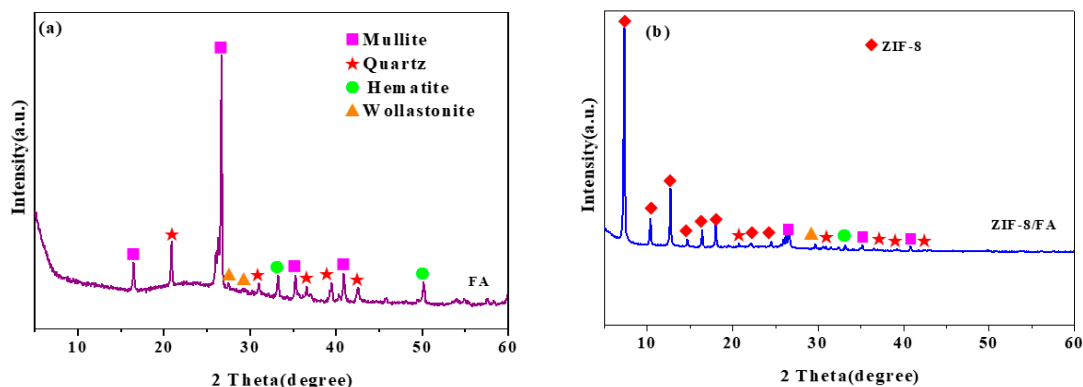 (a)
Mullite
Quartz
Hematite
Wollastonite
FA
Intensity(a.u.)
10 20 30 40 50 60
2 Theta(degree)
(b)
ZIF-8
ZIF-8/FA
Intensity(a.u.)
10 20 30 40 50 60
2 Theta(degree)